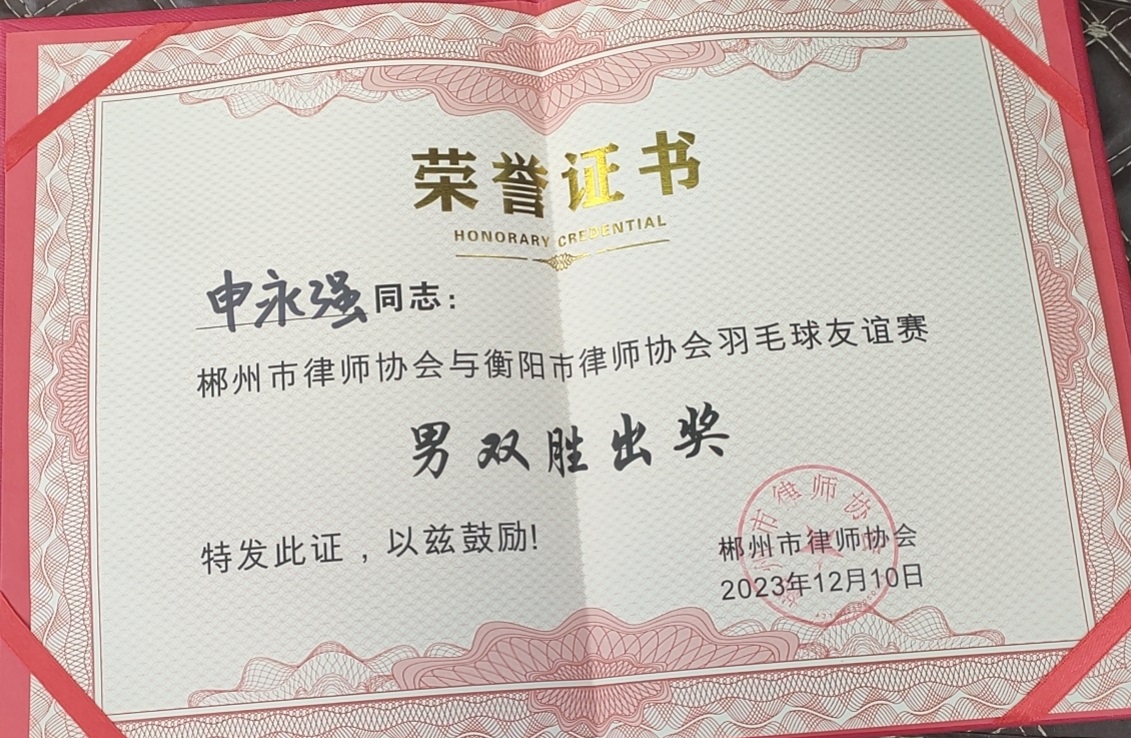 荣誉证书
HONORARY CREDENTIAL
申永强同志：
郴州市律师协会与衡阳市律师协会羽毛球友谊赛
男双胜出奖
特发此证，以兹鼓励!
郴州市律师协会
2023年12月10日